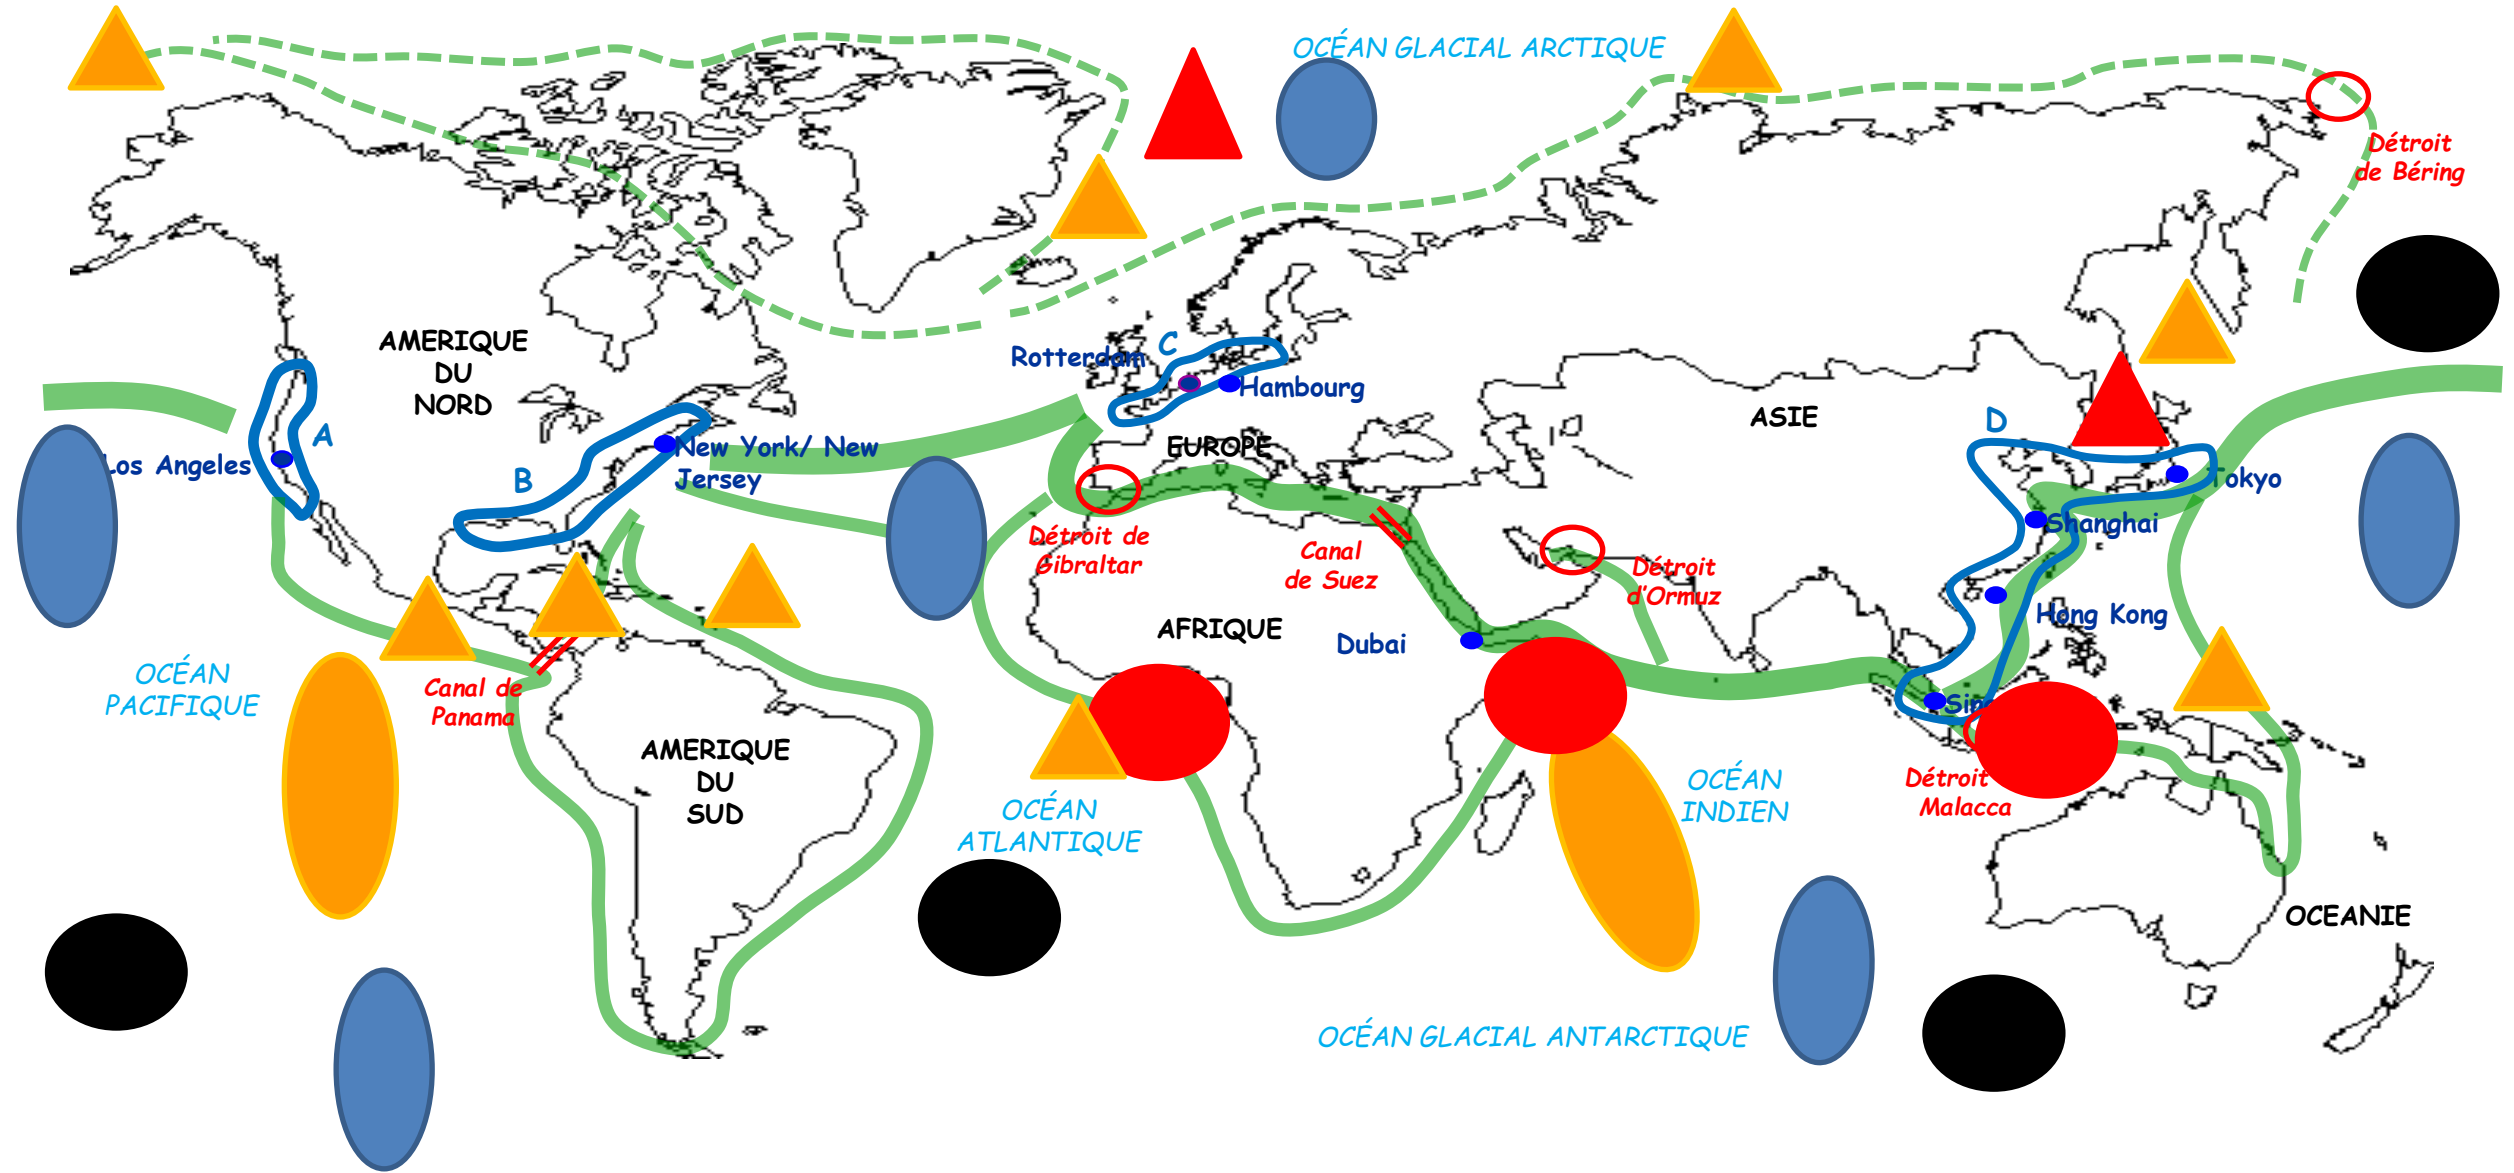 OCÉAN GLACIAL ARCTIQUE
Détroit
de Béring
AMERIQUE
DU
NORD
Rotterdam
C
Hambourg
ASIE
A
Los Angeles
B
New York/ New
Jersey
EUROPE
D
Tokyo
Shanghai
Détroit de
Gibraltar
Canal
de Suez
Détroit
d'Ormuz
Hong Kong
AFRIQUE
Dubai
OCÉAN
PACIFIQUE
Canal de
Panama
AMERIQUE
DU
SUD
OCÉAN
ATLANTIQUE
OCÉAN
INDIEN
Détroit
Malacca
OCEANIE
OCÉAN GLACIAL ANTARCTIQUE